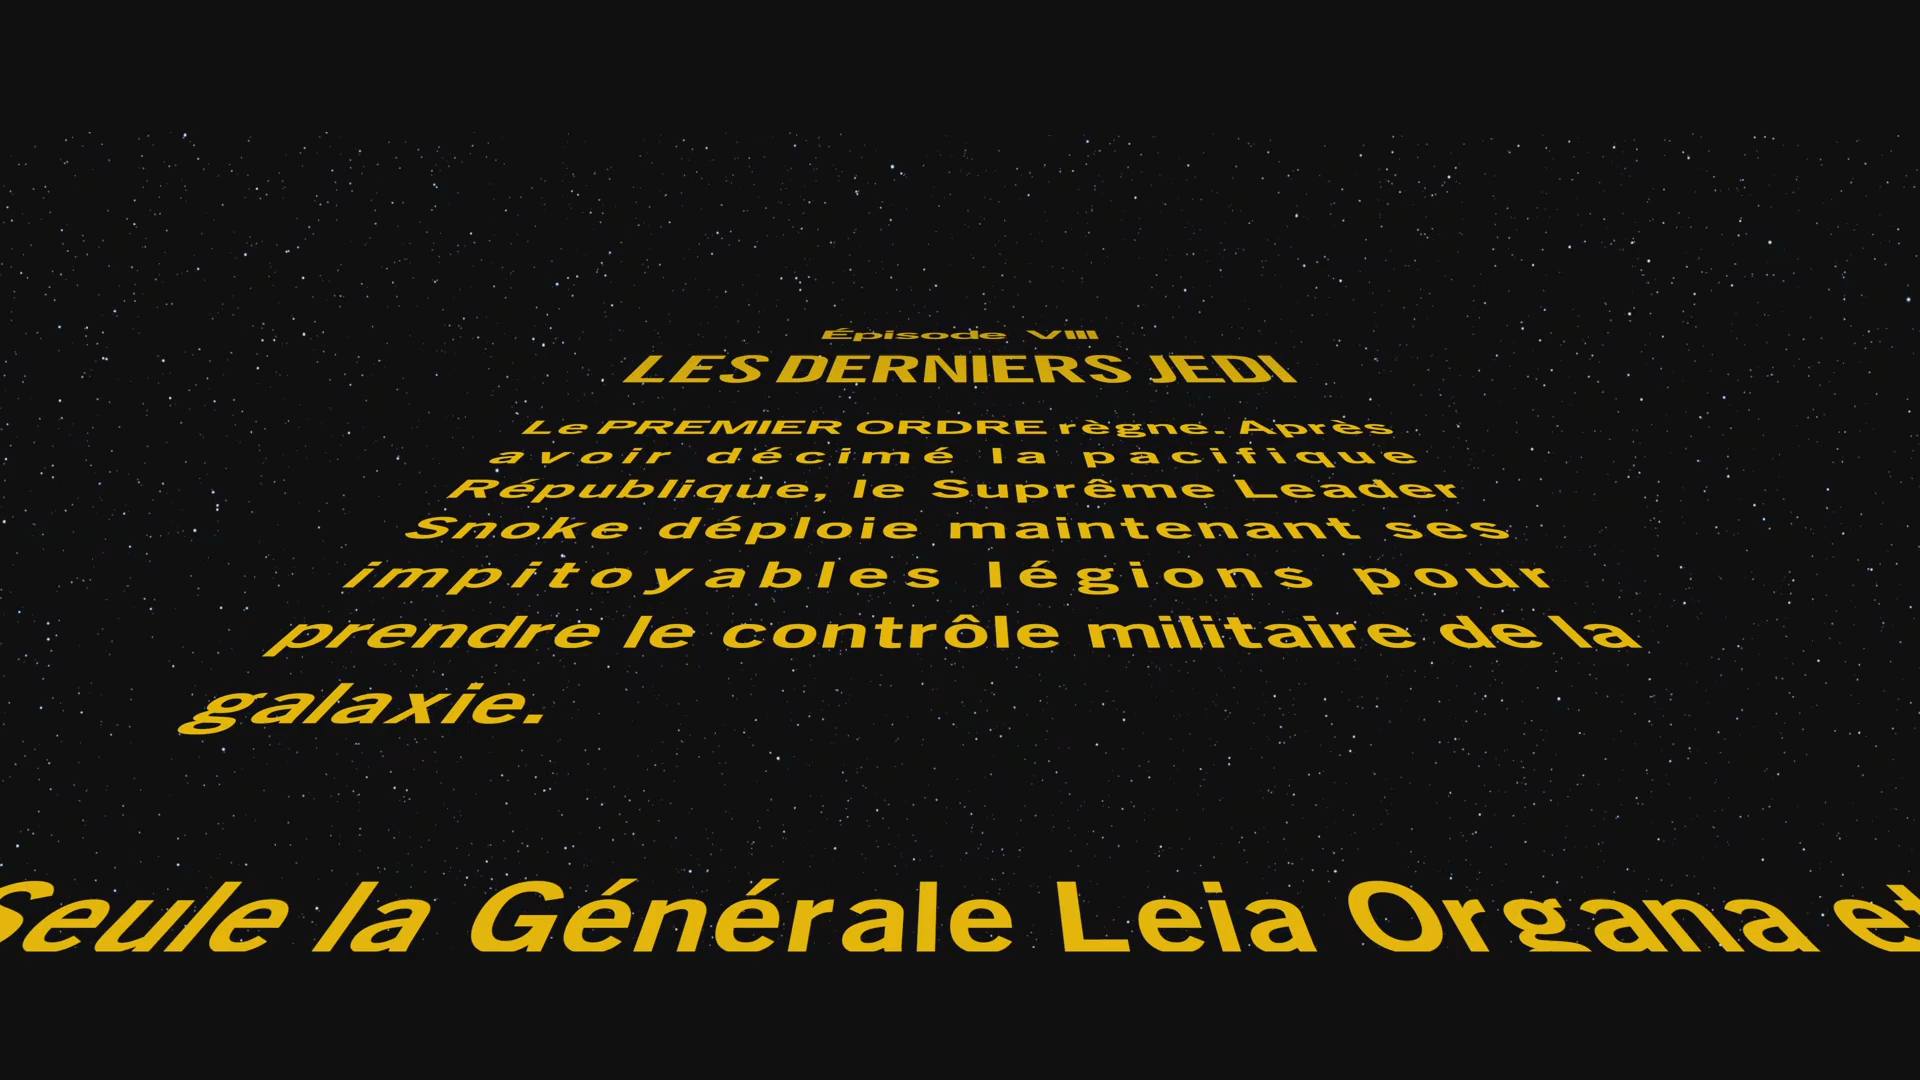 Épisode VIII
LES DERNIERS JEDI
Le PREMIER ORDRE règne. Après
avoir décimé la pacifique
République, le Suprême Leader
Snoke déploie maintenant ses
impitoyables légions pour
prendre le contrôle militaire de la
galaxie.
Seule la Générale Leia Organa et